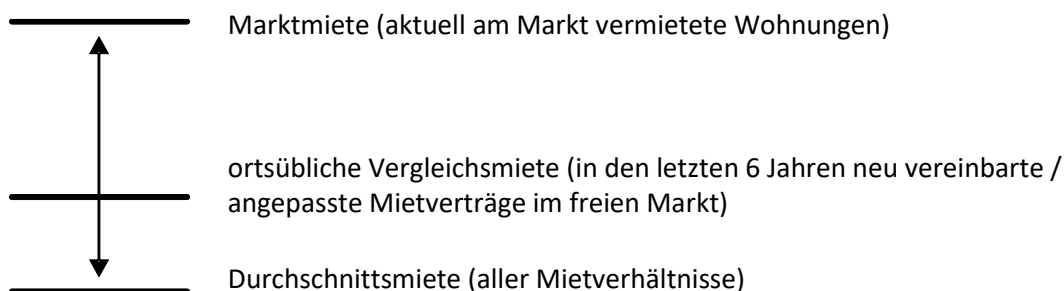 Marktmiete (aktuell am Markt vermietete Wohnungen)
ortsübliche Vergleichsmiete (in den letzten 6 Jahren neu vereinbarte /
angepasste Mietverträge im freien Markt)
Durchschnittsmiete (aller Mietverhältnisse)